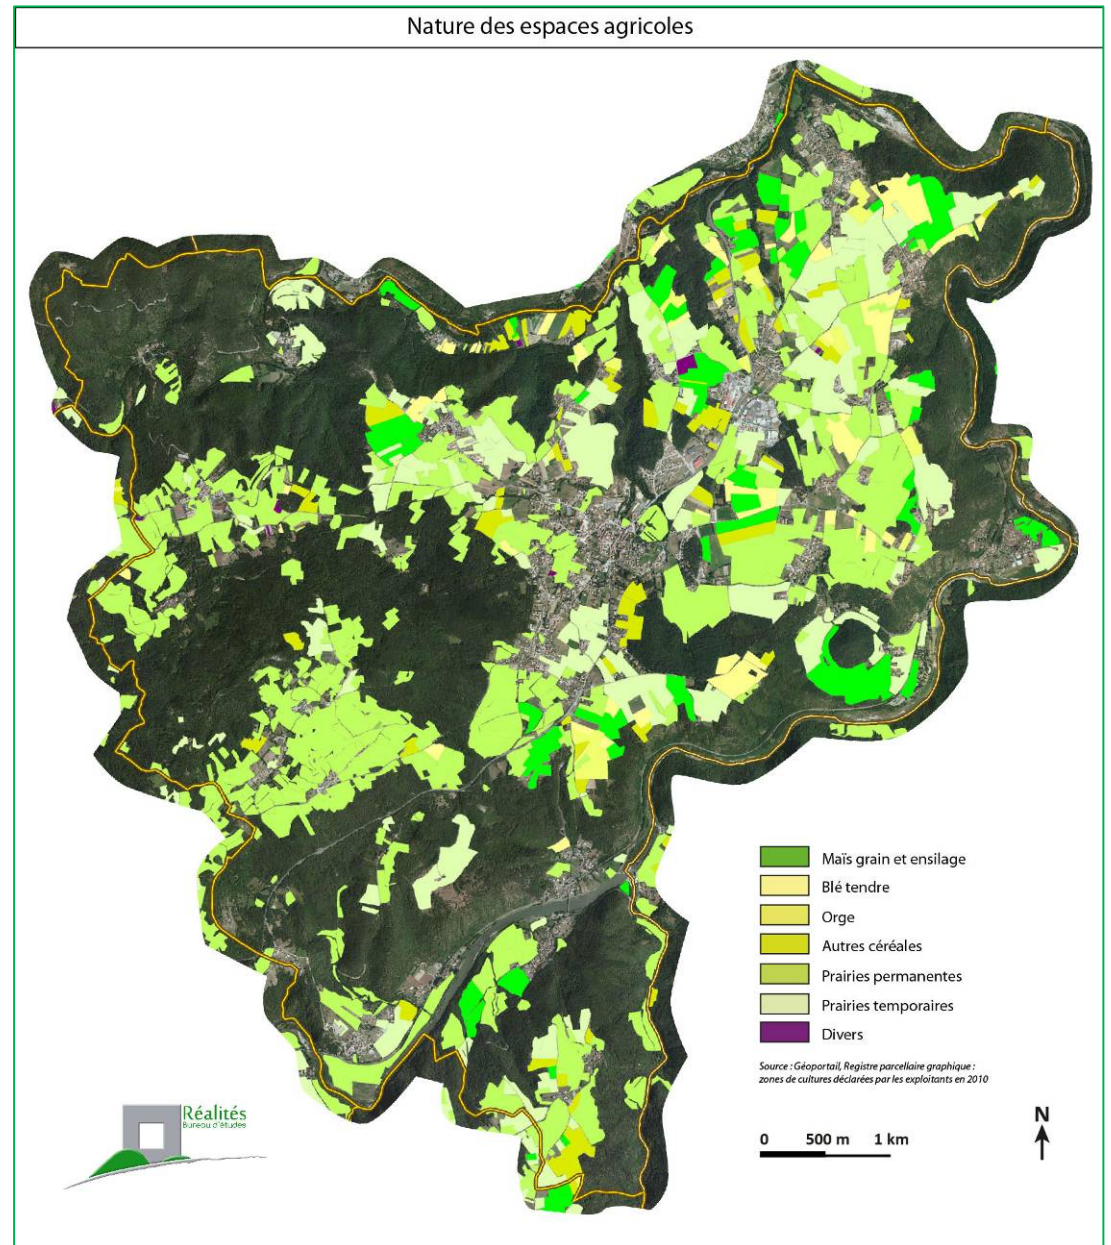 Nature des espaces agricoles
Maïs grain et ensilage
Blé tendre
Orge
Autres céréales
Prairies permanentes
Prairies temporaires
Divers
Source : Géoportail, Registre parcellaire graphique :
zones de cultures déclarées par les exploitants en 2010
Réalités
Bureau d'études
0 500 m 1 km
N